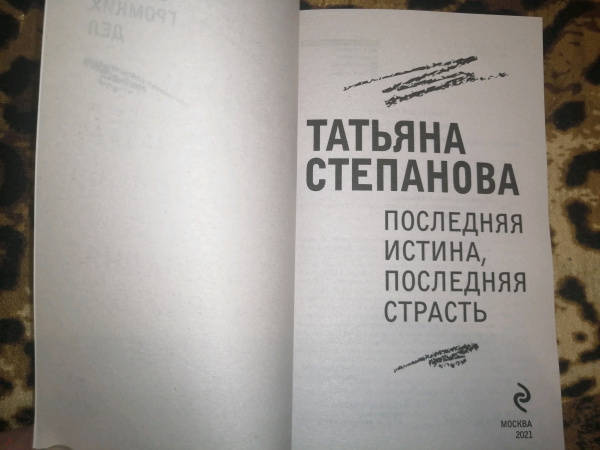 ГРОМКИХ
ДЕЛ
ТАТЬЯНА
СТЕПАНОВА
ПОСЛЕДНЯЯ
ИСТИНА,
ПОСЛЕДНЯЯ
СТРАСТЬ
МОСКВА
2021